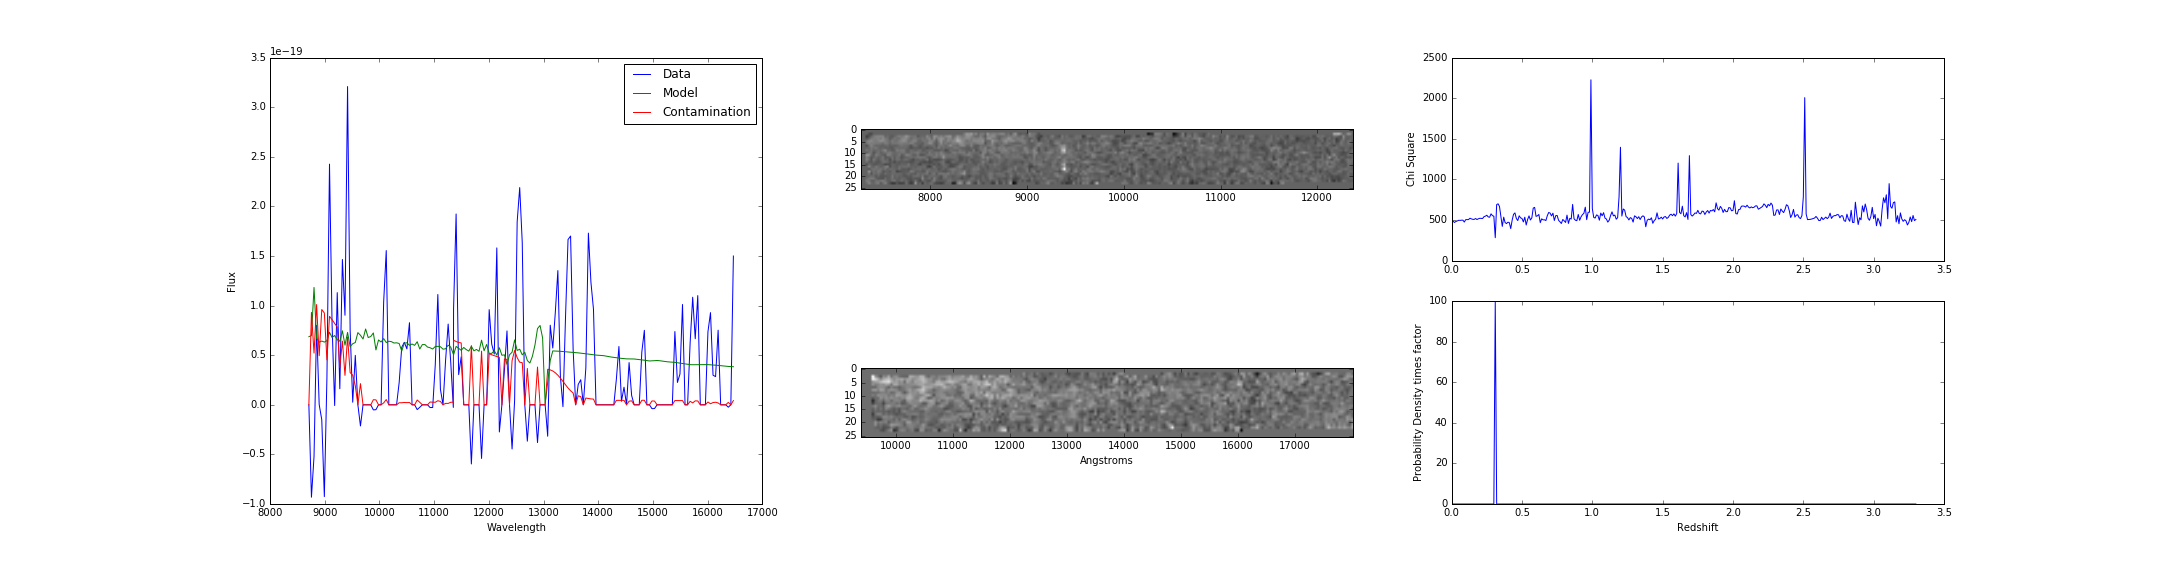 1e−19
3.5
3.0
2.5
2.0
1.5
1.0
0.5
0.0
−0.5
−1.0
Flux
Data
Model
Contamination
8000 9000 10000 11000 12000 13000 14000 15000 16000 17000
Wavelength
0
5
10
15
20
25
8000 9000 10000 11000 12000
0
5
10
15
20
25
10000 11000 12000 13000 14000 15000 16000 17000
Angstroms
2500
2000
1500
1000
500
0
Chi Square
0.0 0.5 1.0 1.5 2.0 2.5 3.0 3.5
100
80
60
40
20
0
Probability Density times factor
0.0 0.5 1.0 1.5 2.0 2.5 3.0 3.5
Redshift